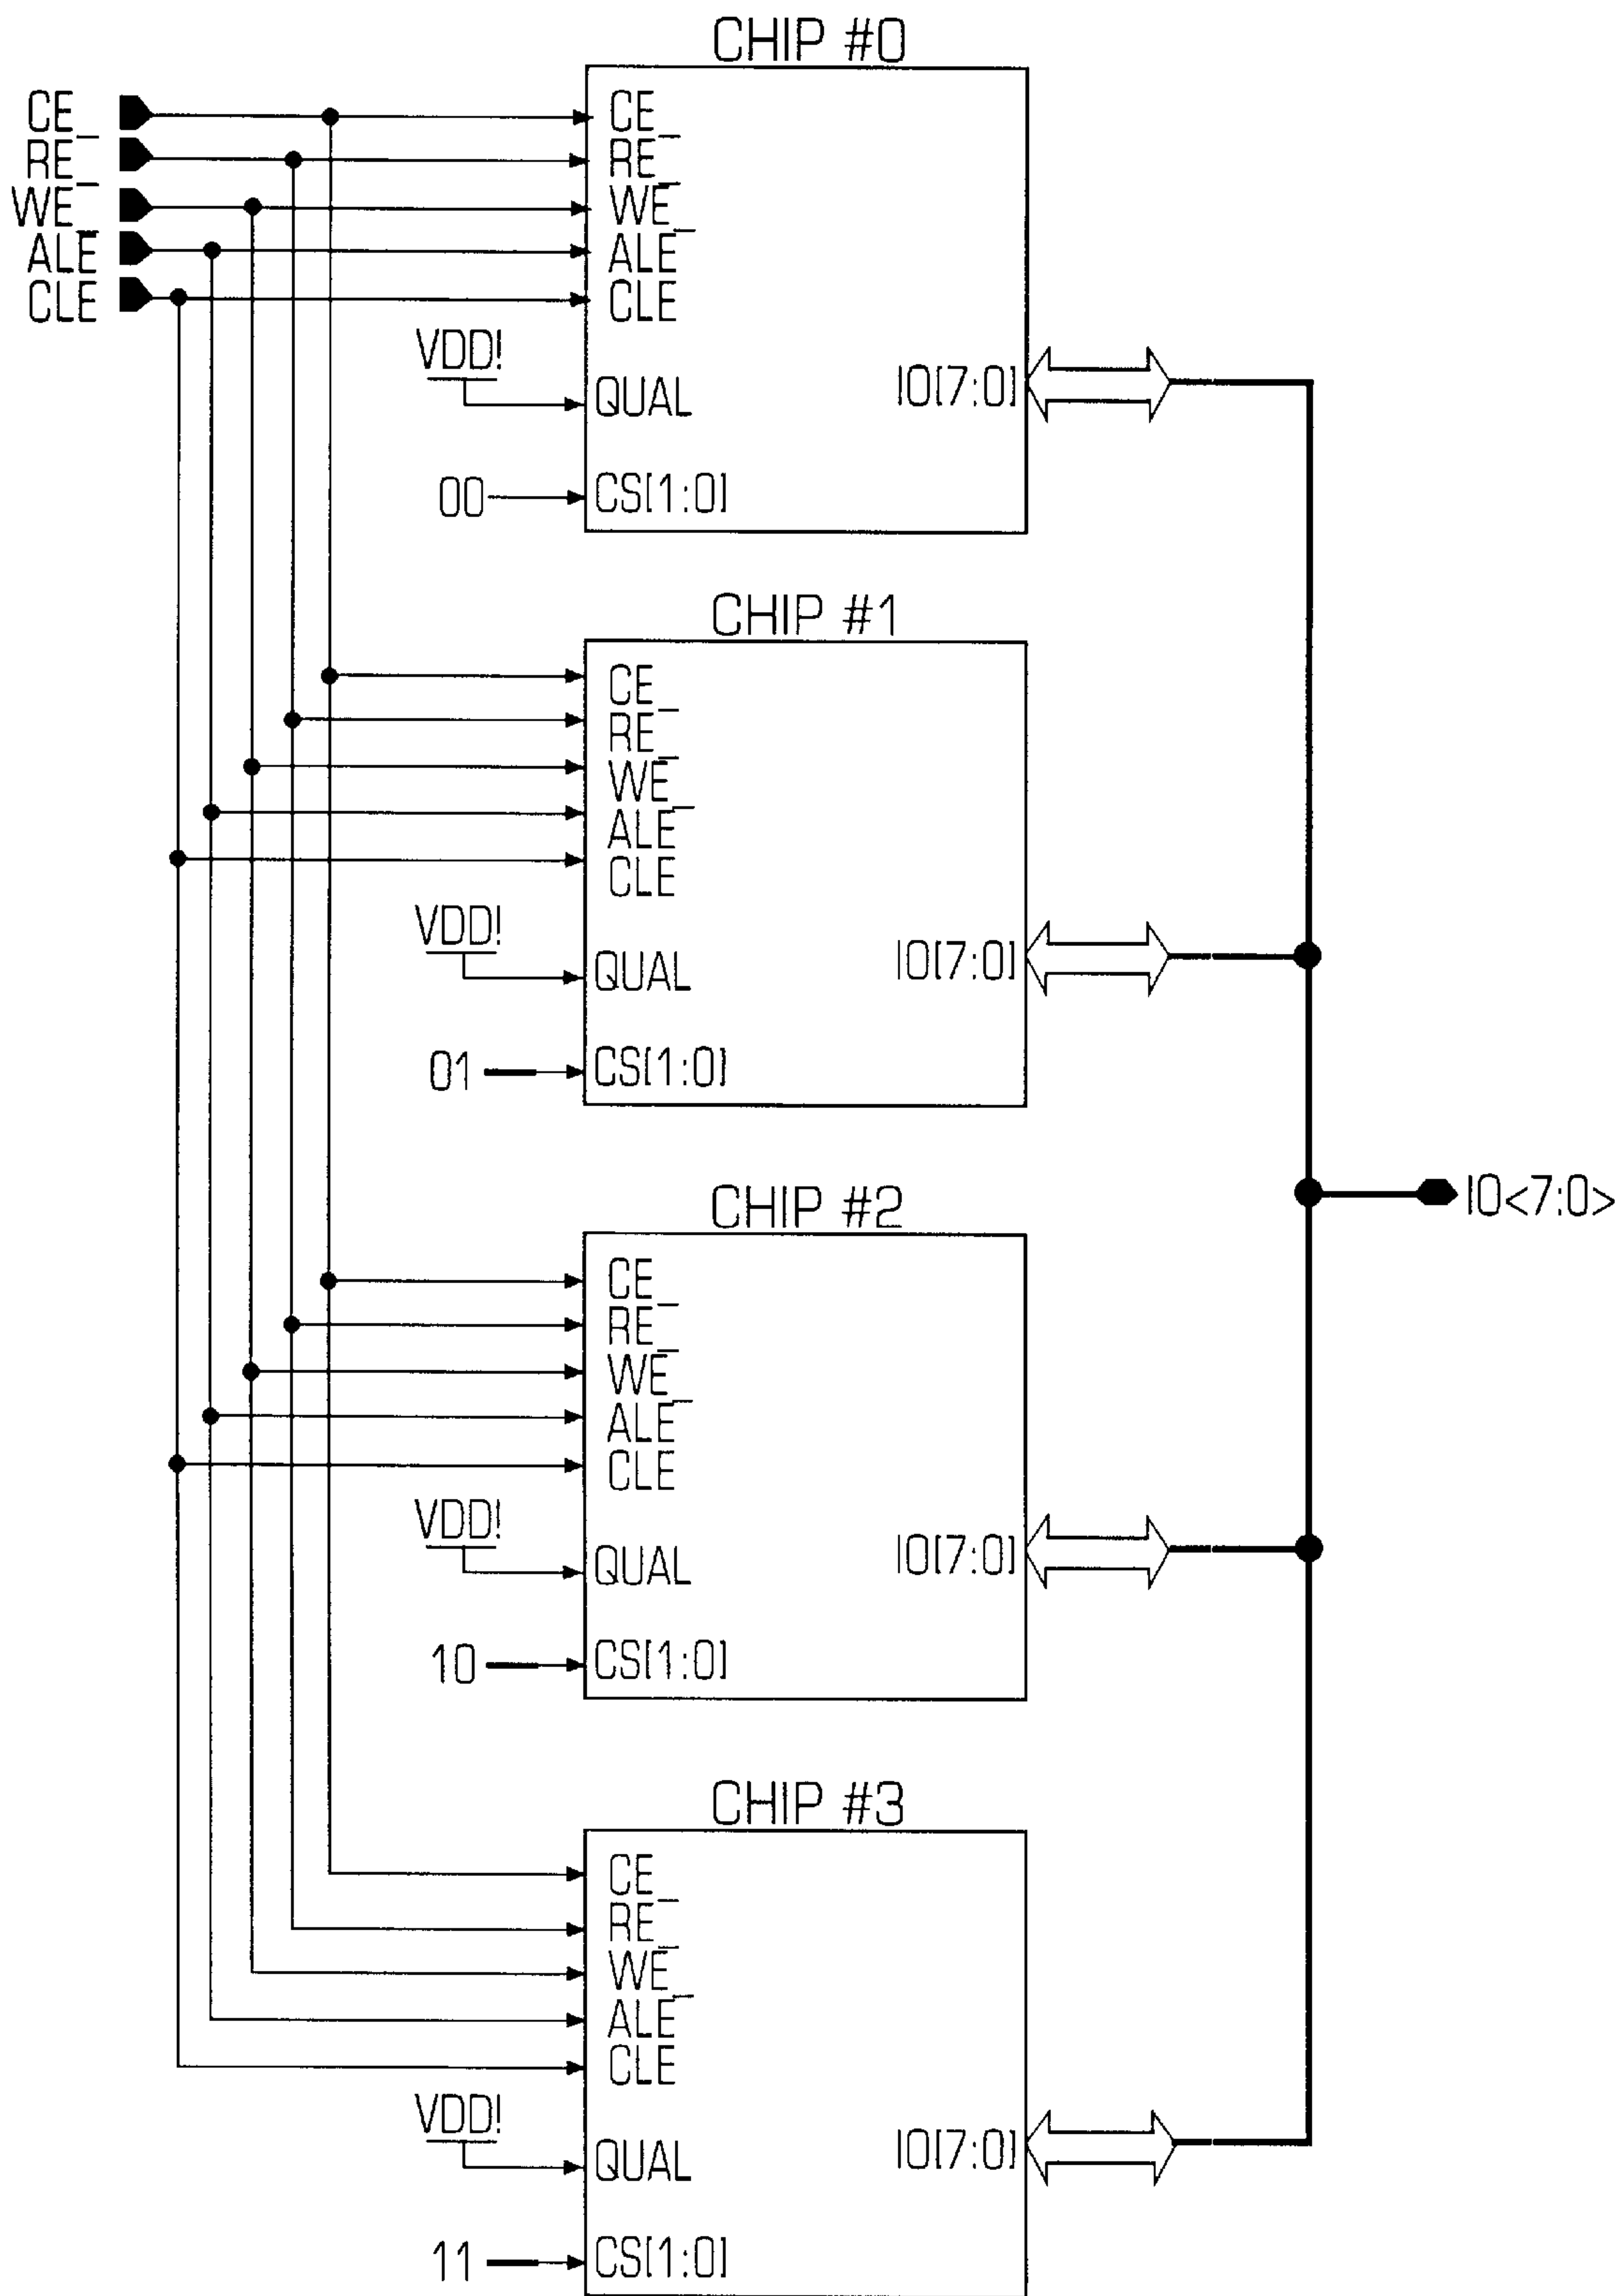 CHIP #0
CE_
RE_
WE_
ALE
CLE
CE_
RE_
WE_
ALE
CLE
VDD!
QUAL
IO[7:0]
00
CS[1:0]
CHIP #1
CE_
RE_
WE_
ALE
CLE
VDD!
QUAL
IO[7:0]
01
CS[1:0]
IO<7:0>
CHIP #2
CE_
RE_
WE_
ALE
CLE
VDD!
QUAL
IO[7:0]
10
CS[1:0]
CHIP #3
CE_
RE_
WE_
ALE
CLE
VDD!
QUAL
IO[7:0]
11
CS[1:0]